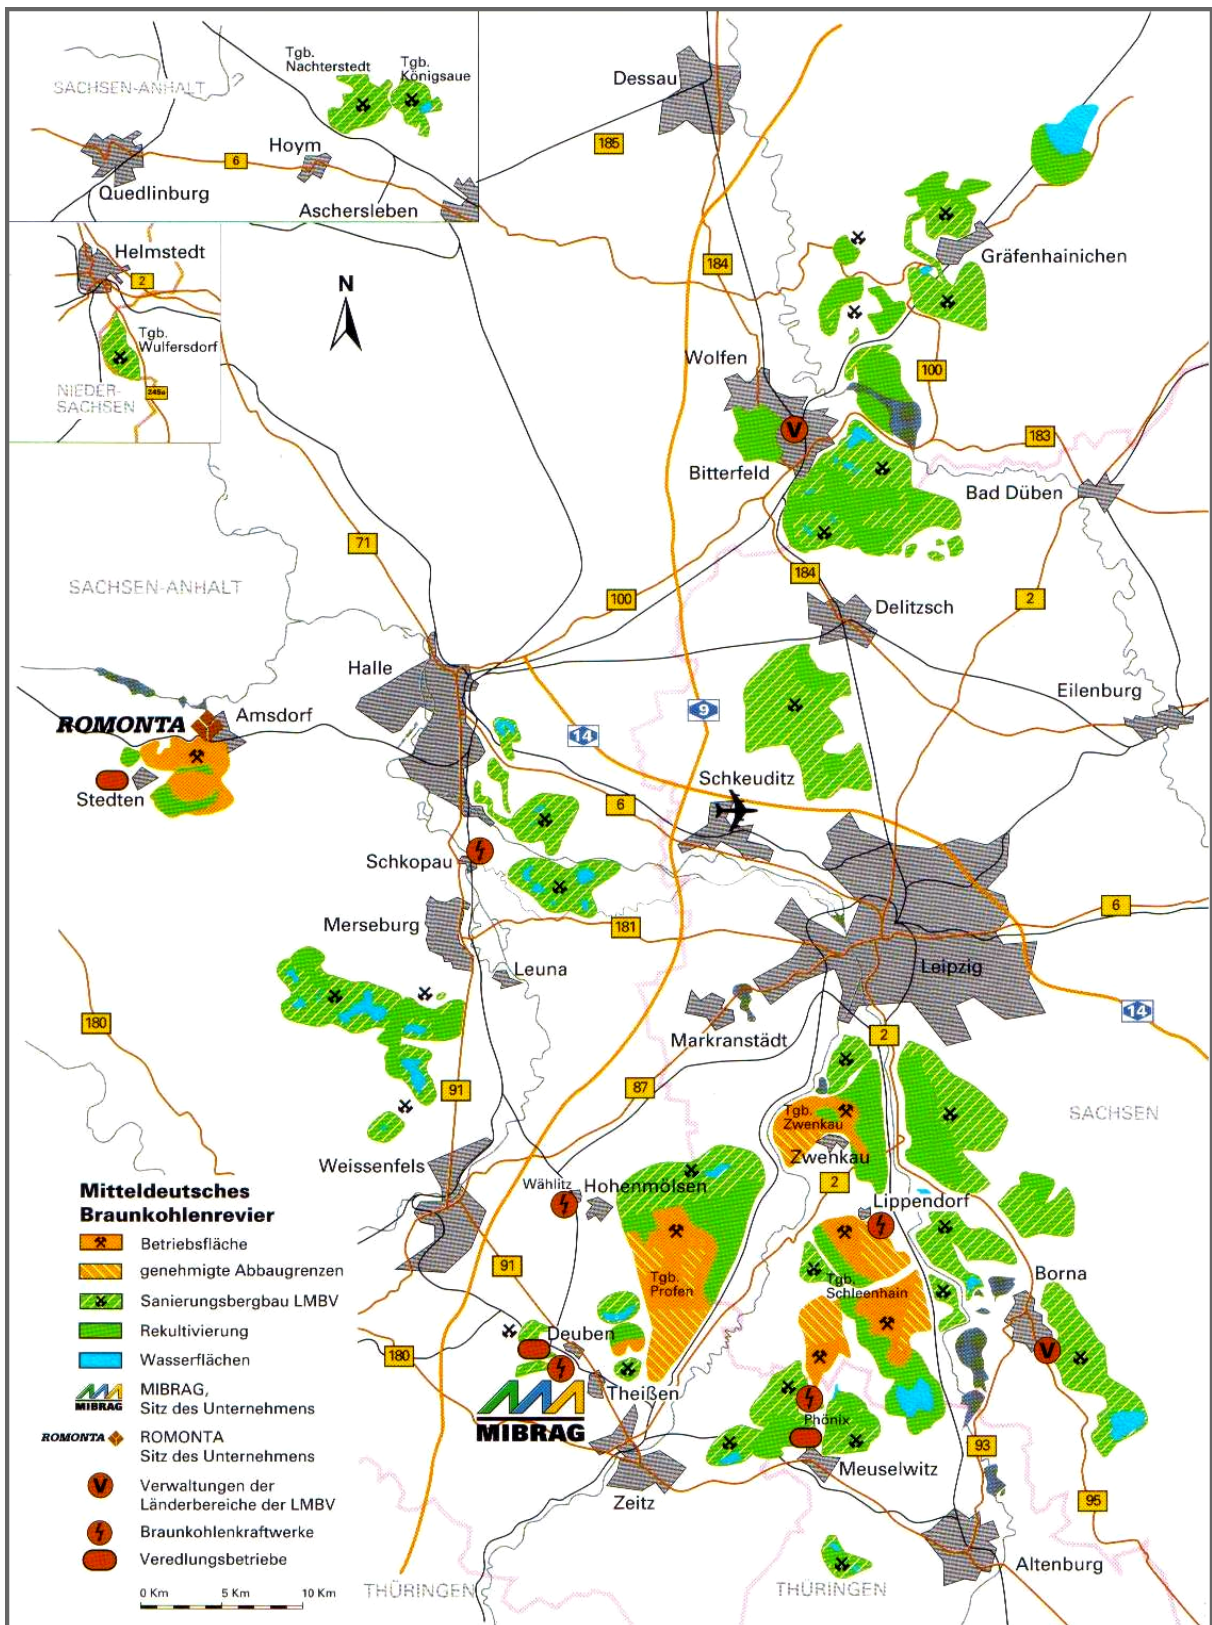 Tgb.
Nachterstedt
Tgb.
Königsaue
SACHSEN-ANHALT
6
Hoym
Quedlinburg
Aschersleben
Helmstedt
2
Tgb.
Wulfersdorf
NIEDER-
SACHSEN
245a
N
Dessau
185
184
Gräfenhainichen
Wolfen
100
183
Bitterfeld
V
Bad Düben
71
SACHSEN-ANHALT
100
184
2
Delitzsch
Halle
Eilenburg
ROMONTA
Amsdorf
9
14
Stedten
Schkeuditz
6
Schkopau
Merseburg
181
6
Leuna
Leipzig
180
14
Markranstädt
2
91
87
Tgb.
Zwenkau
SACHSEN
Zwenkau
Weissenfels
Wählitz
Hohenmölsen
2
Lippendorf
91
Tgb.
Profen
Tgb.
Schleenhain
Borna
V
Deuben
180
Theißen
MIBRAG
Phönix
93
Meuselwitz
Zeitz
95
Altenburg
THÜRINGEN
THÜRINGEN
Mitteldeutsches
Braunkohlenrevier
Betriebsfläche
genehmigte Abbaugrenzen
Sanierungsbergbau LMBV
Rekultivierung
Wasserflächen
MIBRAG
MIBRAG,
Sitz des Unternehmens
ROMONTA
ROMONTA
Sitz des Unternehmens
V
Verwaltungen der
Länderbereiche der LMBV
Braunkohlenkraftwerke
Veredlungsbetriebe
0 Km 5 Km 10 Km